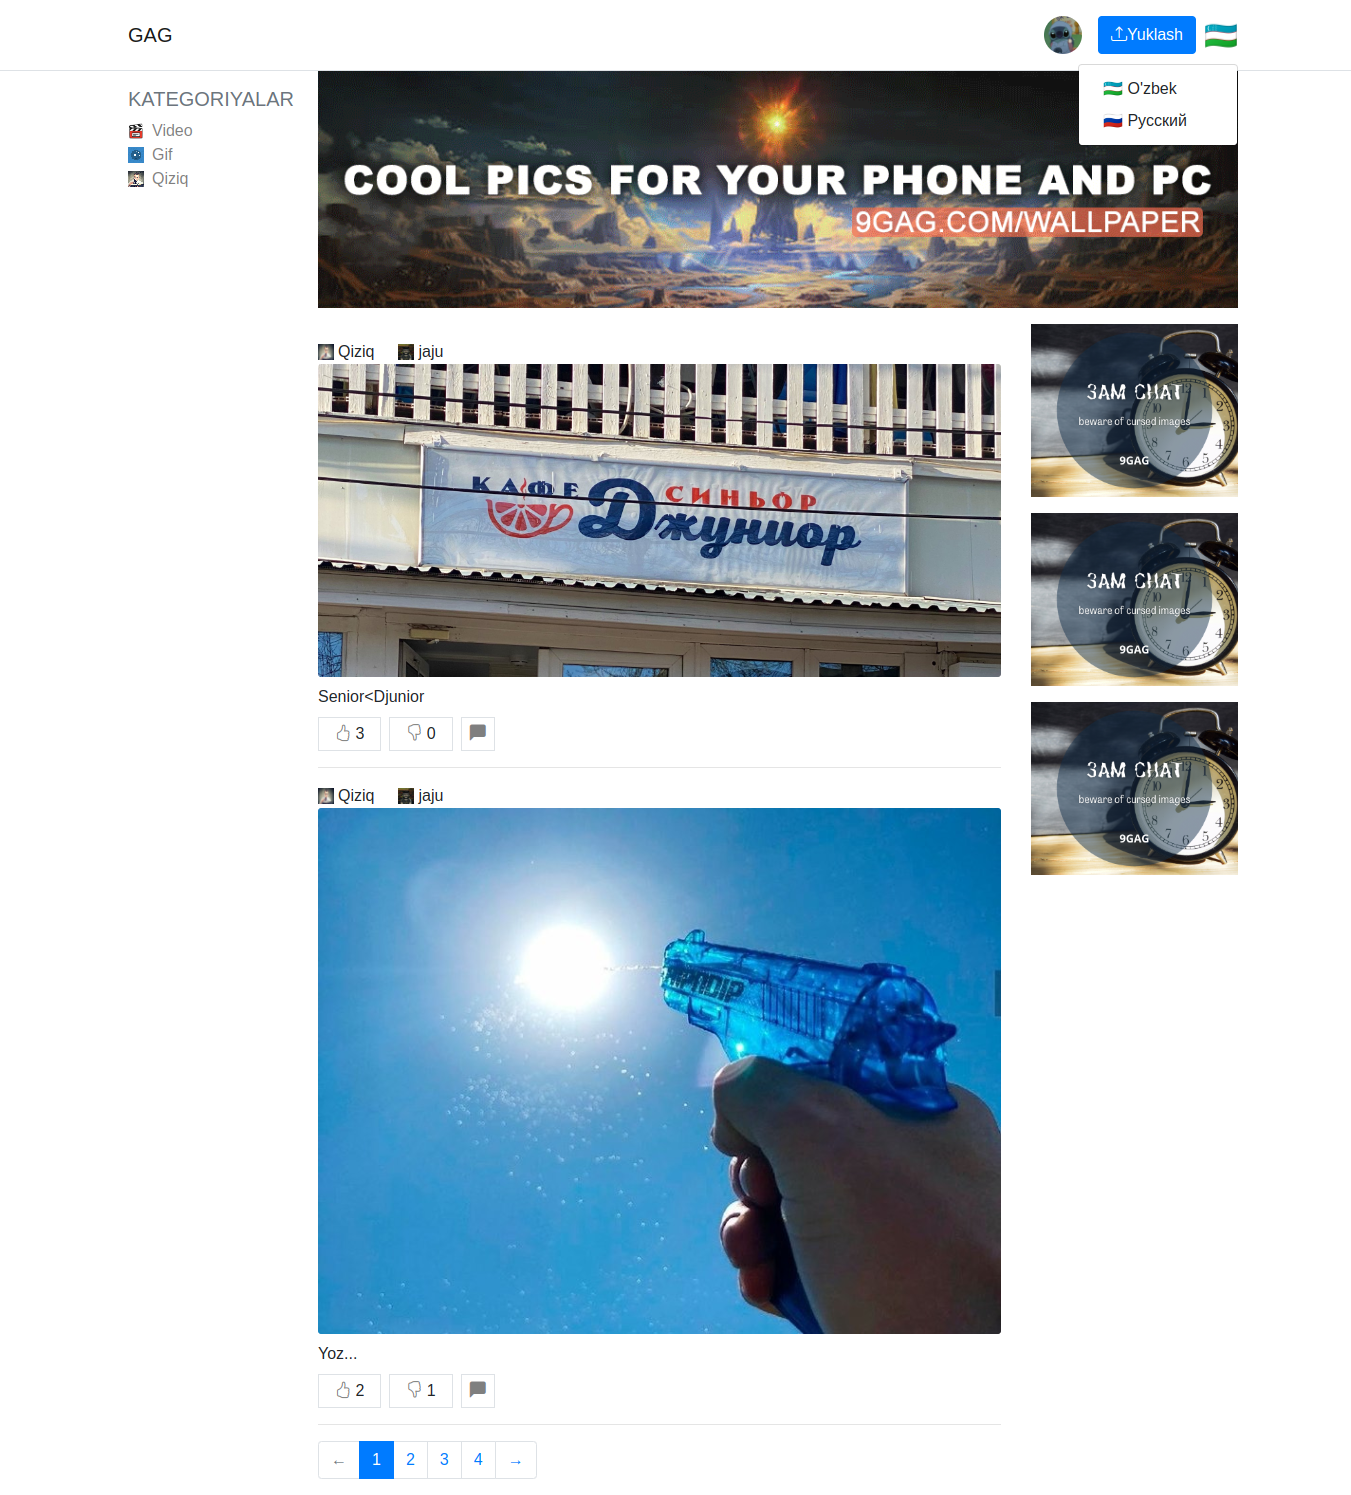 GAG
Yuklash
O'zbek
Русский
KATEGORIYALAR
Video
Gif
Qiziq
COOL PICS FOR YOUR PHONE AND PC
9GAG.COM/WALLPAPER
Qiziq jaju
КАФЕ СИНЬОР
Джуниор
Senior<Djunior
3 0
Qiziq jaju
Yoz...
2 1
← 1 2 3 4 →
3AM CHAT
beware of cursed images
9GAG
3AM CHAT
beware of cursed images
9GAG
3AM CHAT
beware of cursed images
9GAG